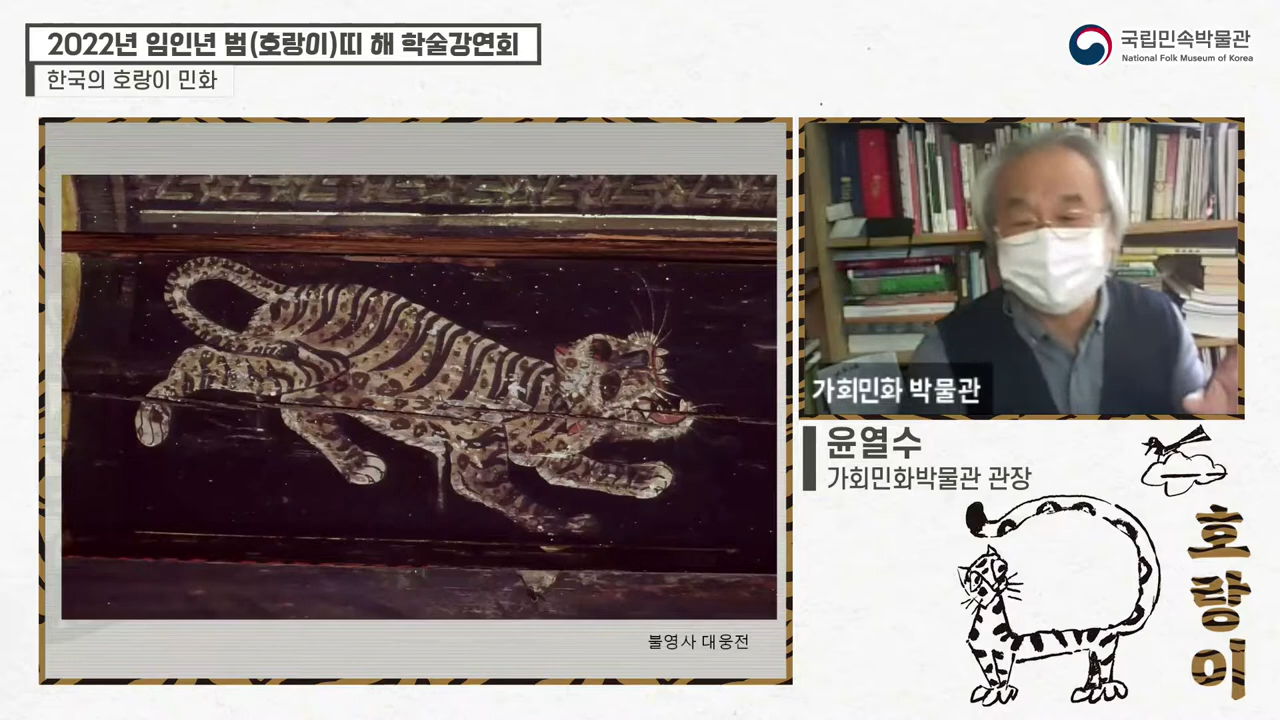 2022년 임인년 범(호랑이)띠 해 학술강연회
한국의 호랑이 민화
국립민속박물관
National Folk Museum of Korea
불영사 대웅전
가회민화 박물관
윤열수
가회민화박물관 관장
호랑이